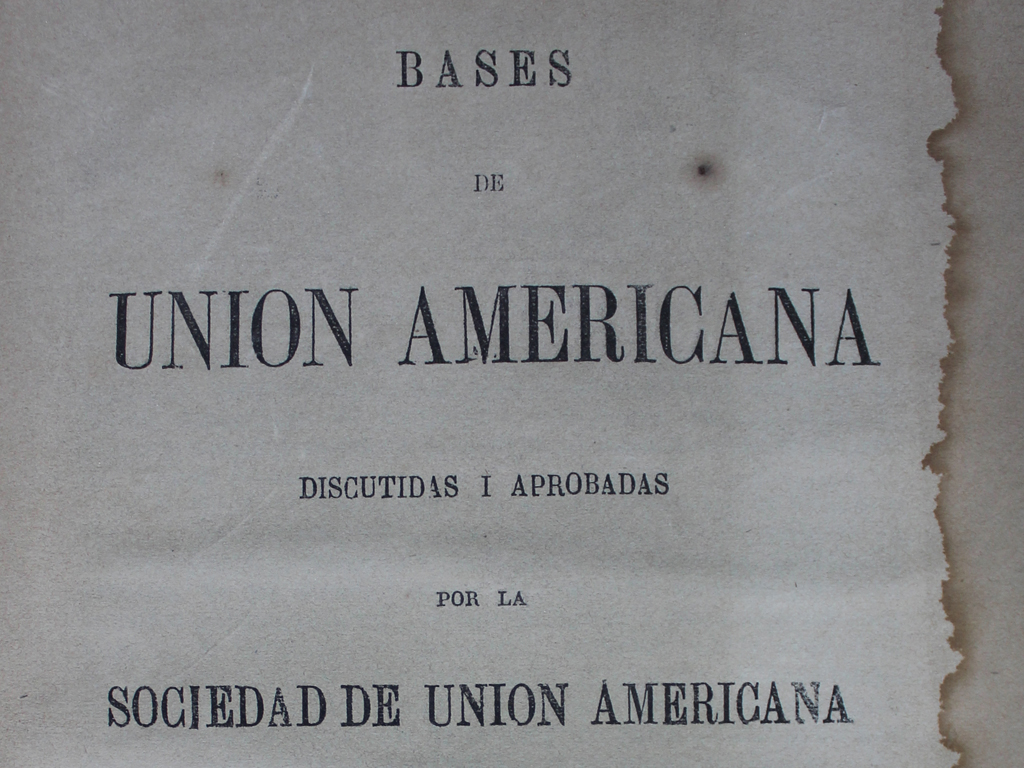 BASES
DE
UNION AMERICANA
DISCUTIDAS I APROBADAS
POR LA
SOCIEDAD DE UNION AMERICANA